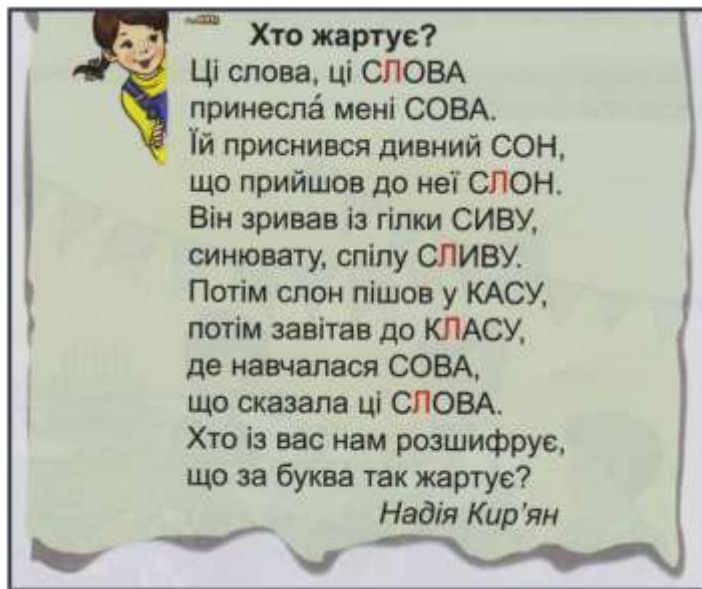 Хто жартує?
Ці слова, ці СЛОВА
принесла́ мені СОВА.
Їй приснився дивний СОН,
що прийшов до неї СЛОН.
Він зривав із гілки СИВУ,
синювату, спілу СЛИВУ.
Потім слон пішов у КАСУ,
потім завітав до КЛАСУ,
де навчалася СОВА,
що сказала ці СЛОВА.
Хто із вас нам розшифрує,
що за буква так жартує?
Надія Кир’ян